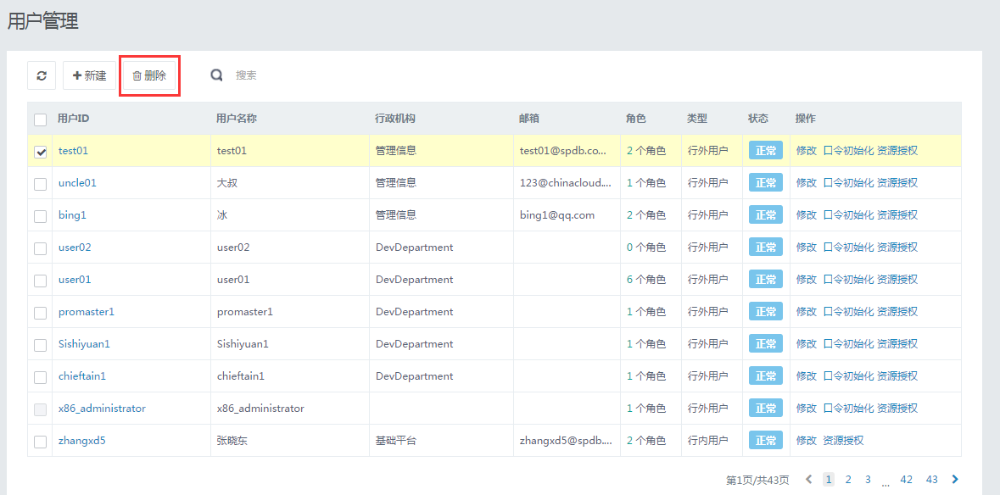 用户管理
新建 删除 搜索
用户ID 用户名称 行政机构 邮箱 角色 类型 状态 操作
test01 test01 管理信息 test01@spdb.co... 2 个角色 行外用户 正常 修改 口令初始化 资源授权
uncle01 大叔 管理信息 123@chinacloud.... 1 个角色 行外用户 正常 修改 口令初始化 资源授权
bing1 冰 管理信息 bing1@qq.com 2 个角色 行外用户 正常 修改 口令初始化 资源授权
user02 user02 DevDepartment 0 个角色 行外用户 正常 修改 口令初始化 资源授权
user01 user01 DevDepartment 6 个角色 行外用户 正常 修改 口令初始化 资源授权
promaster1 promaster1 DevDepartment 1 个角色 行外用户 正常 修改 口令初始化 资源授权
Sishiyuan1 Sishiyuan1 DevDepartment 1 个角色 行外用户 正常 修改 口令初始化 资源授权
chieftain1 chieftain1 DevDepartment 1 个角色 行外用户 正常 修改 口令初始化 资源授权
x86_administrator x86_administrator 1 个角色 行外用户 正常 修改 口令初始化 资源授权
zhangxd5 张晓东 基础平台 zhangxd5@spdb.... 2 个角色 行内用户 正常 修改 资源授权
第1页/共43页 1 2 3 ... 42 43